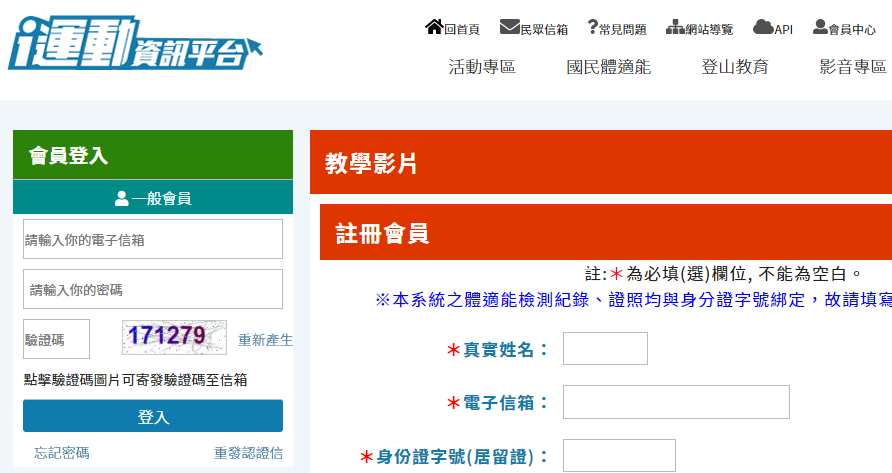 i運動資訊平台
回首頁 民眾信箱 ?常見問題 網站導覽 API 會員中心
活動專區 國民體適能 登山教育 影音專區
會員登入
一般會員
請輸入你的電子信箱
請輸入你的密碼
驗證碼 171279 重新產生
點擊驗證碼圖片可寄發驗證碼至信箱
登入
忘記密碼 重發認證信
教學影片
註冊會員
註:＊為必填(選)欄位, 不能為空白。
※本系統之體適能檢測紀錄、證照均與身分證字號綁定，故請填寫
＊真實姓名：
＊電子信箱：
＊身份證字號(居留證)：